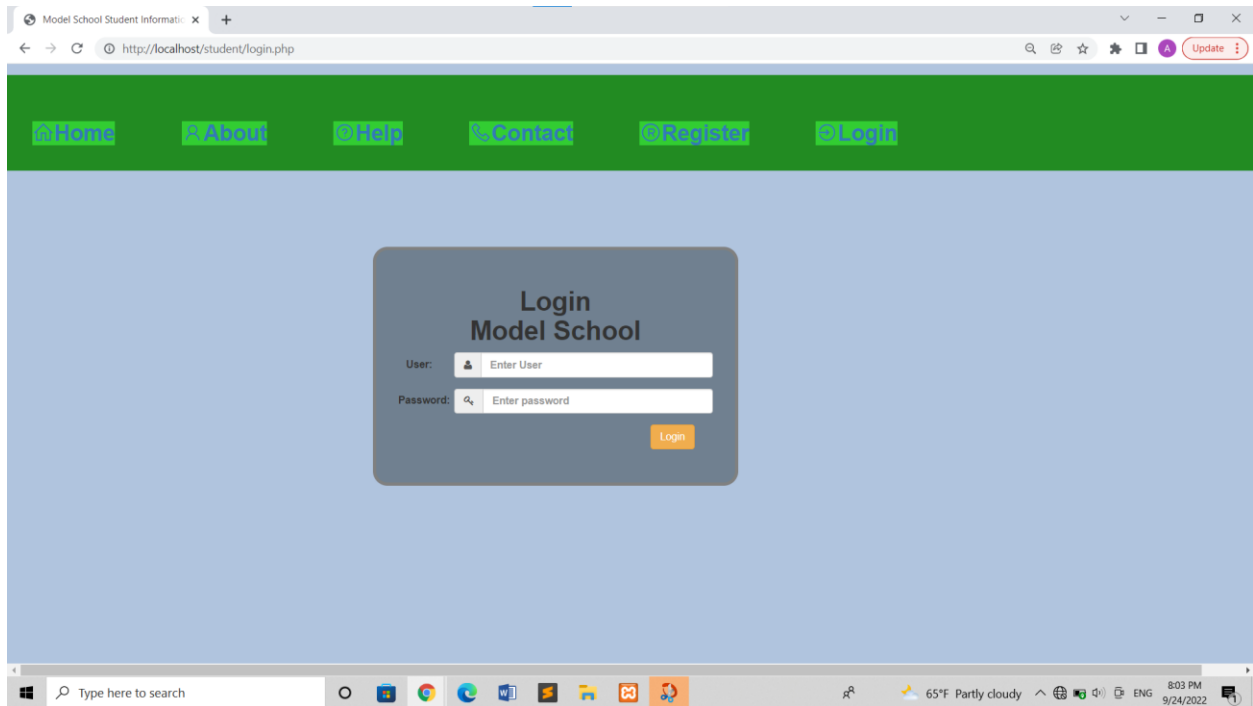 Model School Student Informatic
http://localhost/student/login.php
Update
Home About Help Contact Register Login
Login
Model School
User: Enter User
Password: Enter password
Login
Type here to search
65°F Partly cloudy ENG 8:03 PM
9/24/2022